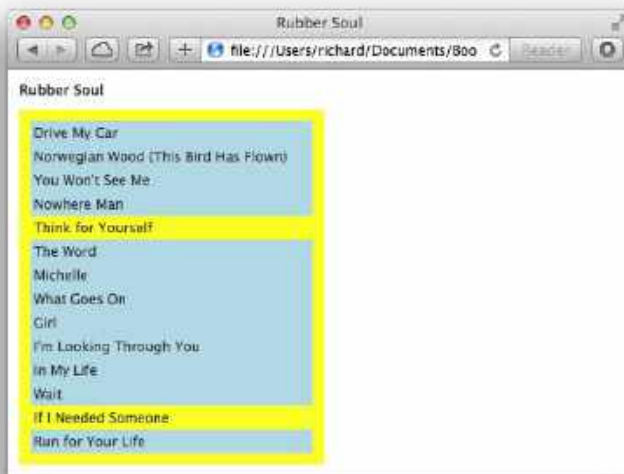 Rubber Soul
file:///Users/richard/Documents/Boo
Reader
Rubber Soul
Drive My Car
Norwegian Wood (This Bird Has Flown)
You Won't See Me
Nowhere Man
Think for Yourself
The Word
Michelle
What Goes On
Girl
I'm Looking Through You
In My Life
Wait
If I Needed Someone
Run for Your Life